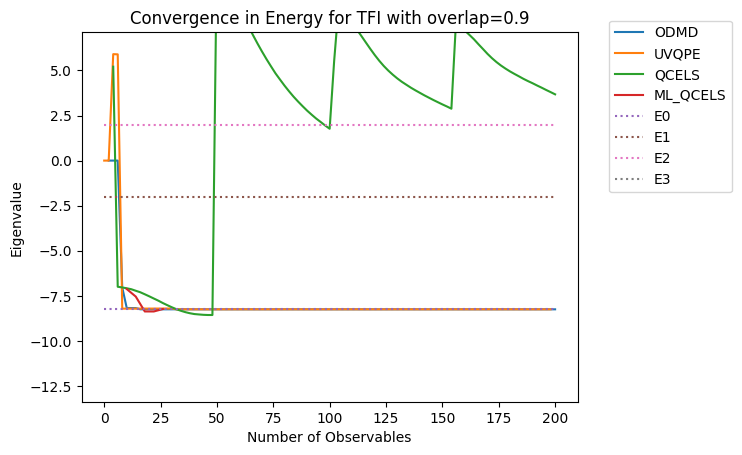 Convergence in Energy for TFI with overlap=0.9
ODMD
UVQPE
QCELS
ML_QCELS
E0
E1
E2
E3
Eigenvalue
5.0
2.5
0.0
−2.5
−5.0
−7.5
−10.0
−12.5
0
25
50
75
100
125
150
175
200
Number of Observables